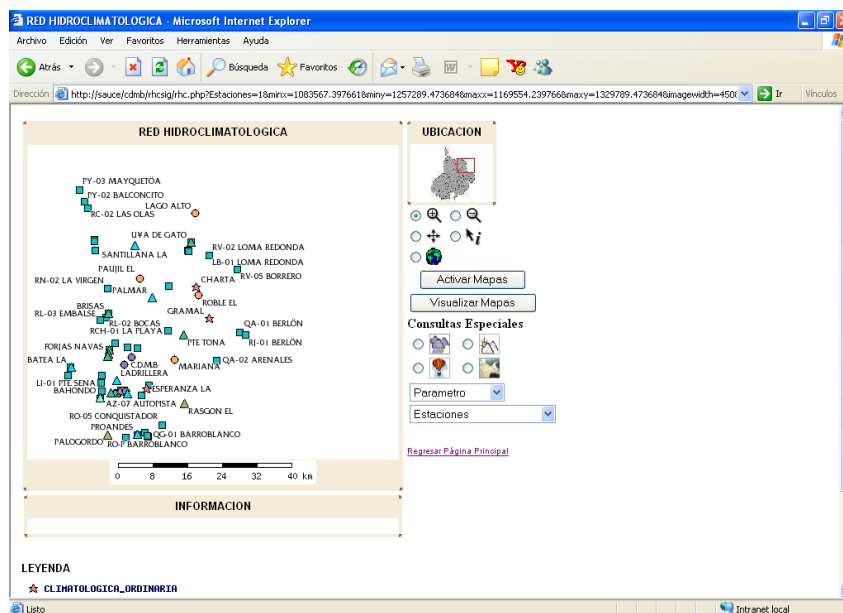 RED HIDROCLIMATOLOGICA - Microsoft Internet Explorer
Archivo Edición Ver Favoritos Herramientas Ayuda
Atrás Búsqueda Favoritos
Dirección http://sauce/cdmb/rhcsig/rhc.php?Estaciones=1&minx=1083567.397661&miny=1257289.473684&maxx=1169554.239766&maxy=1329789.473684&imagewidth=450& Ir Vínculos
RED HIDROCLIMATOLOGICA
UBICACION
PY-03 MAYQUETÖA
PY-02 BALCONCITO
LAGO ALTO
RC-02 LAS OLAS
U¥A DE GATO
RV-02 LOMA REDONDA
SANTILLANA LA
LB-01 LOMA REDONDA
PAUJIL EL
RV-05 BORRERO
RN-02 LA VIRGEN
CHARTA
PALMAR
ROBLE EL
BRISAS
GRAMAL
RL-03 EMBALSE
RL-02 BOCAS
QA-01 BERLÖN
RCH-01 LA PLAYA
PTE TONA
RJ-01 BERLÖN
FORJAS NAVAS
BATEA LA
C.D.M.B
MARIANA
QA-02 ARENALES
LADRILLERA
LI-01 PTE SENA
ESPERANZA LA
BAHONDO
AZ-07 AUTOPISTA
RASGON EL
RO-05 CONQUISTADOR
PROANDES
QG-01 BARROBLANCO
PALOGORDO
RO-P BARROBLANCO
0 8 16 24 32 40 km
i
Activar Mapas
Visualizar Mapas
Consultas Especiales
Parametro
Estaciones
Regresar Página Principal
INFORMACION
LEYENDA
CLIMATOLOGICA_ORDINARIA
Listo
Intranet local